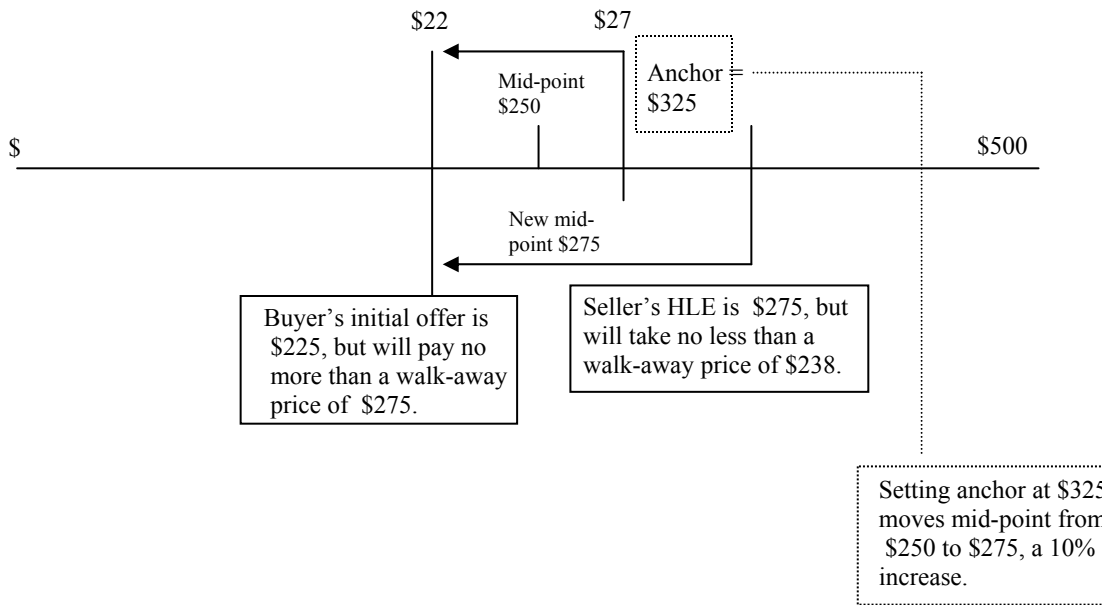 $22
$27
Mid-point
$250
Anchor =
$325
$
$500
New mid-
point $275
Buyer’s initial offer is
$225, but will pay no
more than a walk-away
price of $275.
Seller’s HLE is $275, but
will take no less than a
walk-away price of $238.
Setting anchor at $325
moves mid-point from
$250 to $275, a 10%
increase.